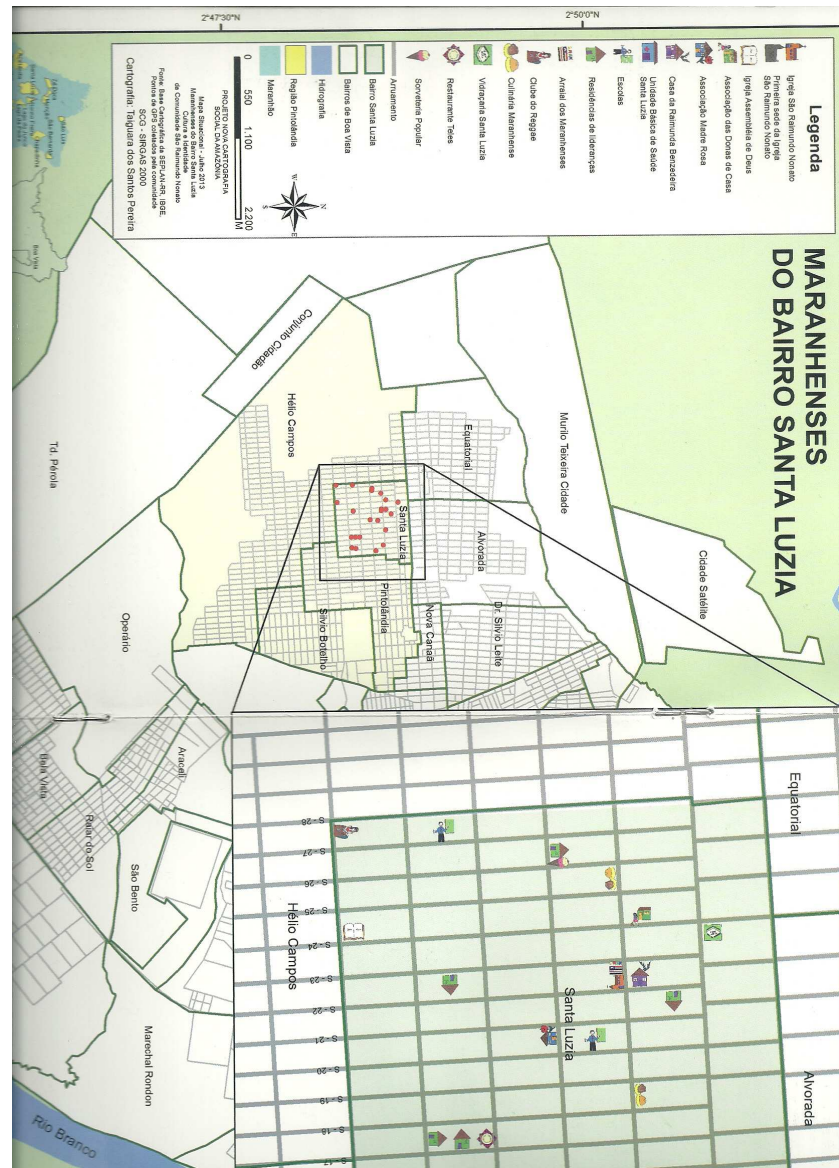 MARANHENSES
DO BAIRRO SANTA LUZIA
Legenda
Igreja São Raimundo Nonato
Primeira sede da Igreja
São Raimundo Nonato
Igreja Assembléia de Deus
Associação das Donas de Casa
Associação Madre Rosa
Casa da Raimunda Benzedeira
Unidade Básica de Saúde
Santa Luzia
Escolas
Residências de lideranças
Arraial dos Maranhenses
Clube do Reggae
Culinária Maranhense
Vidraçaria Santa Luzia
Restaurante Teles
Sorveteria Popular
Arruamento
Bairro Santa Luzia
Bairros de Boa Vista
Hidrografia
Região Pintolândia
Maranhão
0 550 1.100 2.200
M
N
S
E
PROJETO NOVA CARTOGRAFIA
SOCIAL DA AMAZÔNIA
Mapa Situacional - Julho 2013
Maranhenses do Bairro Santa Luzia
Cultura e Identidade
da Comunidade São Raimundo Nonato
Fonte: Base Cartográfica da SEPLAN-RR, IBGE.
Pontos de GPS coletados pela comunidade
SCG - SIRGAS 2000
Cartografia: Taiguara dos Santos Pereira
2°50'0"N
2°47'30"N
Cidade Satélite
Murilo Teixeira Cidade
Equatorial
Alvorada
Dr. Silvio Leite
Conjunto Cidadão
Hélio Campos
Santa Luzia
Pintolândia
Nova Canaã
Silvio Botelho
Td. Pérola
Operário
Boa Vista
Equatorial
Alvorada
Santa Luzia
Hélio Campos
S-28
S-27
S-26
S-25
S-24
S-23
S-22
S-21
S-20
S-19
S-18
S-17
Araceli
Bela Vista
Raiar do Sol
São Bento
Marechal Rondon
Rio Branco